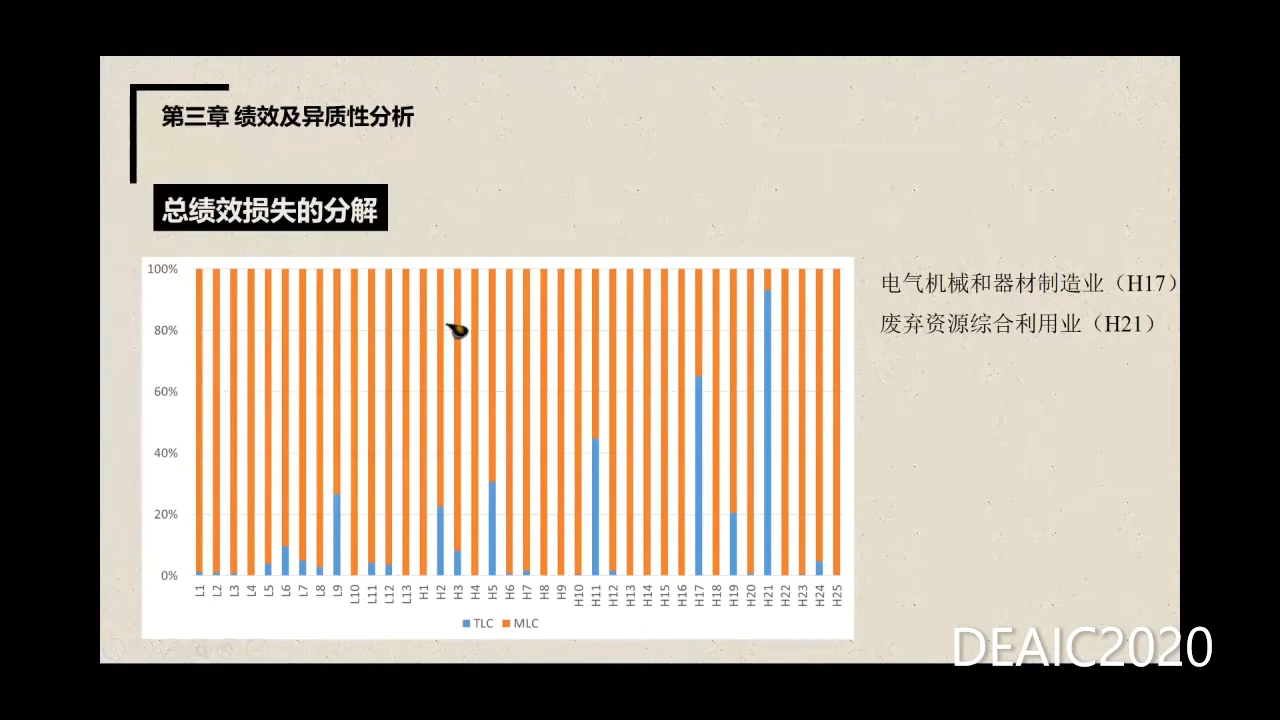 第三章 绩效及异质性分析
总绩效损失的分解
100%
80%
60%
40%
20%
0%
L1 L2 L3 L4 L5 L6 L7 L8 L9 L10 L11 L12 L13 H1 H2 H3 H4 H5 H6 H7 H8 H9 H10 H11 H12 H13 H14 H15 H16 H17 H18 H19 H20 H21 H22 H23 H24 H25
TLC MLC
电气机械和器材制造业（H17）
废弃资源综合利用业（H21）
DEAIC2020